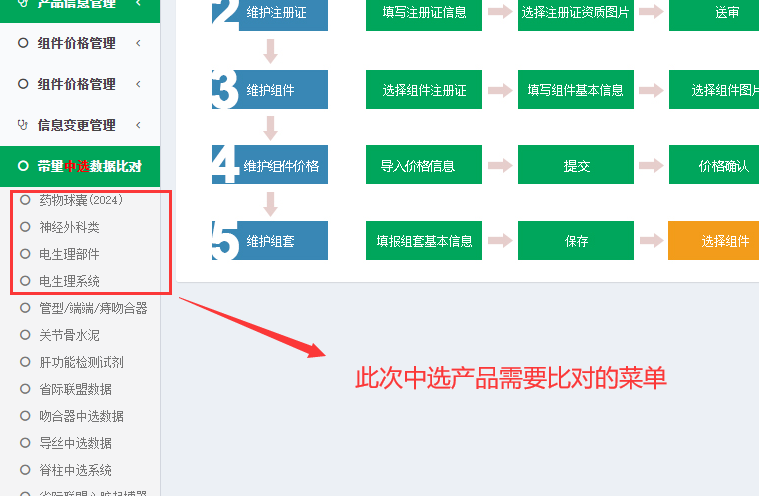 产品信息管理
组件价格管理
组件价格管理
信息变更管理
带量中选数据比对
药物球囊(2024)
神经外科类
电生理部件
电生理系统
管型/端端/痔吻合器
关节骨水泥
肝功能检测试剂
省际联盟数据
吻合器中选数据
导丝中选数据
脊柱中选系统
省际联盟心脏起搏器
2 维护注册证 填写注册证信息 选择注册证资质图片 送审
3 维护组件 选择组件注册证 填写组件基本信息 选择组件图片
4 维护组件价格 导入价格信息 提交 价格确认
5 维护组套 填报组套基本信息 保存 选择组件
此次中选产品需要比对的菜单